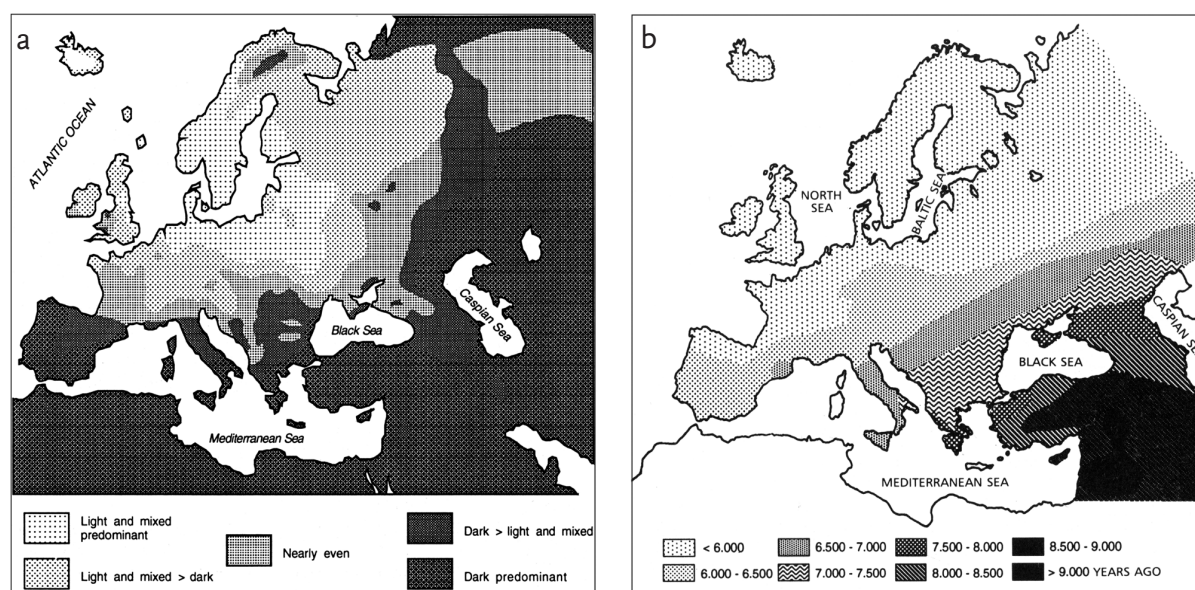 a
ATLANTIC OCEAN
Black Sea
Caspian Sea
Mediterranean Sea
Light and mixed
predominant
Light and mixed > dark
Nearly even
Dark > light and mixed
Dark predominant
b
NORTH
SEA
BALTIC SEA
BLACK SEA
CASPIAN SE
MEDITERRANEAN SEA
< 6.000
6.000 - 6.500
6.500 - 7.000
7.000 - 7.500
7.500 - 8.000
8.000 - 8.500
8.500 - 9.000
> 9.000 YEARS AGO